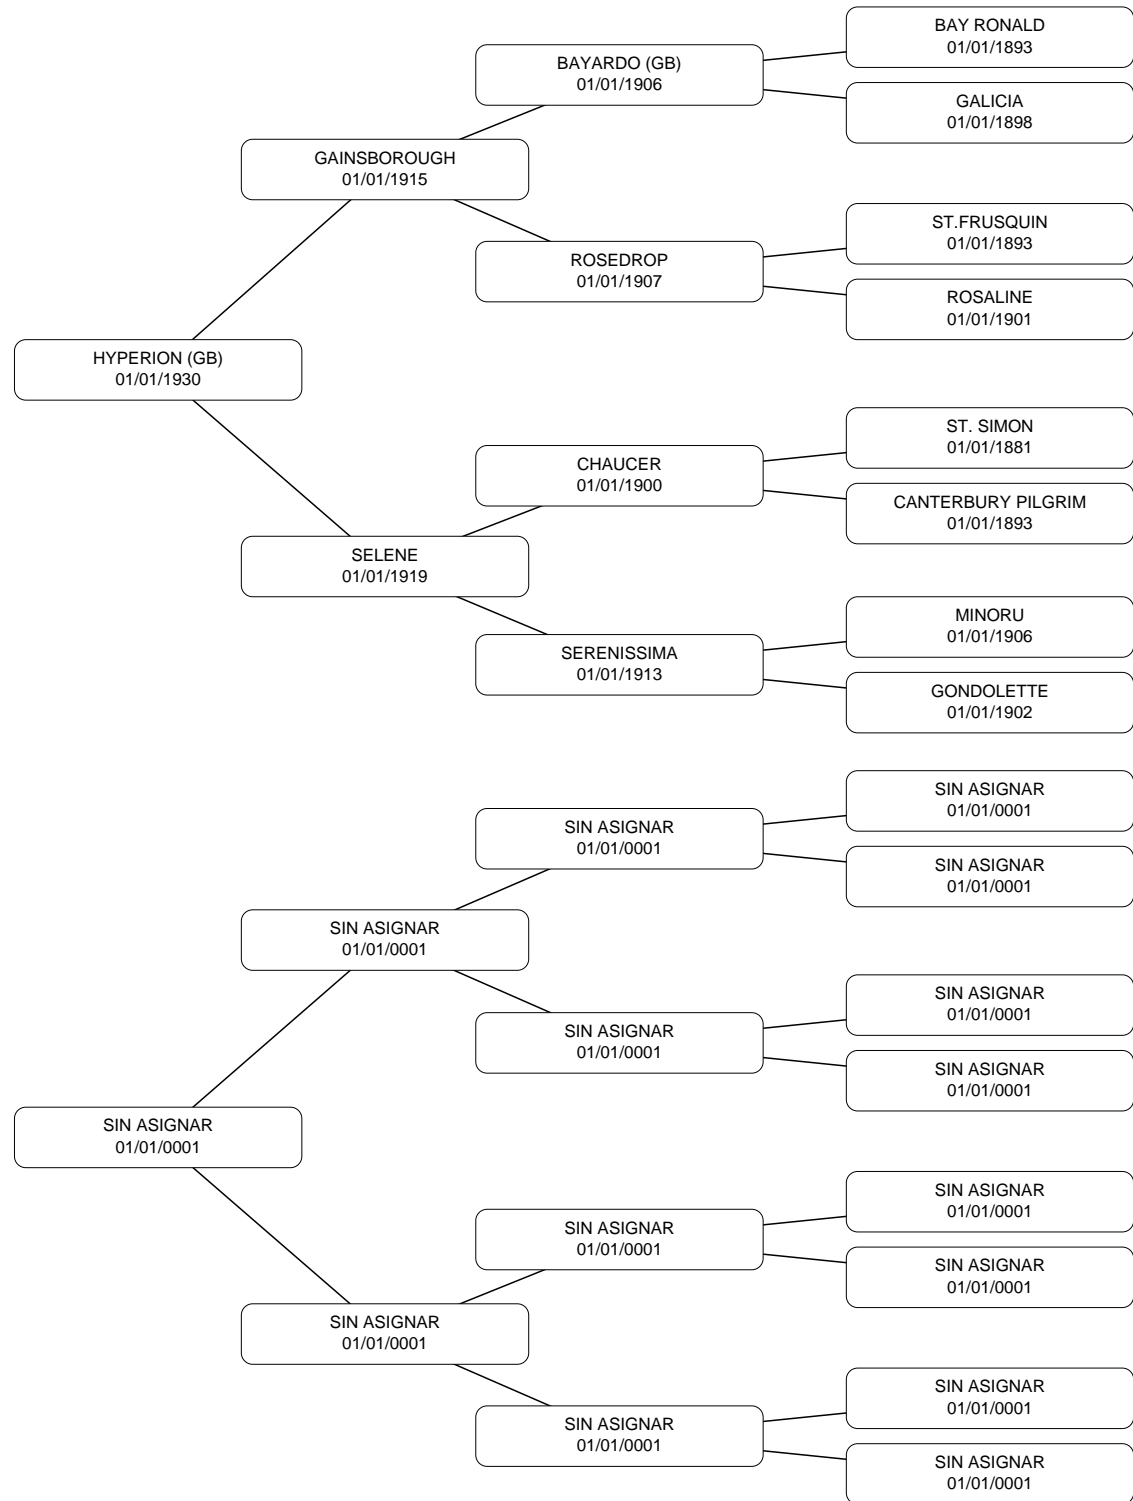 BAY RONALD
01/01/1893
BAYARDO (GB)
01/01/1906
GALICIA
01/01/1898
GAINSBOROUGH
01/01/1915
ST.FRUSQUIN
01/01/1893
ROSEDROP
01/01/1907
ROSALINE
01/01/1901
HYPERION (GB)
01/01/1930
ST. SIMON
01/01/1881
CHAUCER
01/01/1900
CANTERBURY PILGRIM
01/01/1893
SELENE
01/01/1919
MINORU
01/01/1906
SERENISSIMA
01/01/1913
GONDOLETTE
01/01/1902
SIN ASIGNAR
01/01/0001
SIN ASIGNAR
01/01/0001
SIN ASIGNAR
01/01/0001
SIN ASIGNAR
01/01/0001
SIN ASIGNAR
01/01/0001
SIN ASIGNAR
01/01/0001
SIN ASIGNAR
01/01/0001
SIN ASIGNAR
01/01/0001
SIN ASIGNAR
01/01/0001
SIN ASIGNAR
01/01/0001
SIN ASIGNAR
01/01/0001
SIN ASIGNAR
01/01/0001
SIN ASIGNAR
01/01/0001
SIN ASIGNAR
01/01/0001
SIN ASIGNAR
01/01/0001